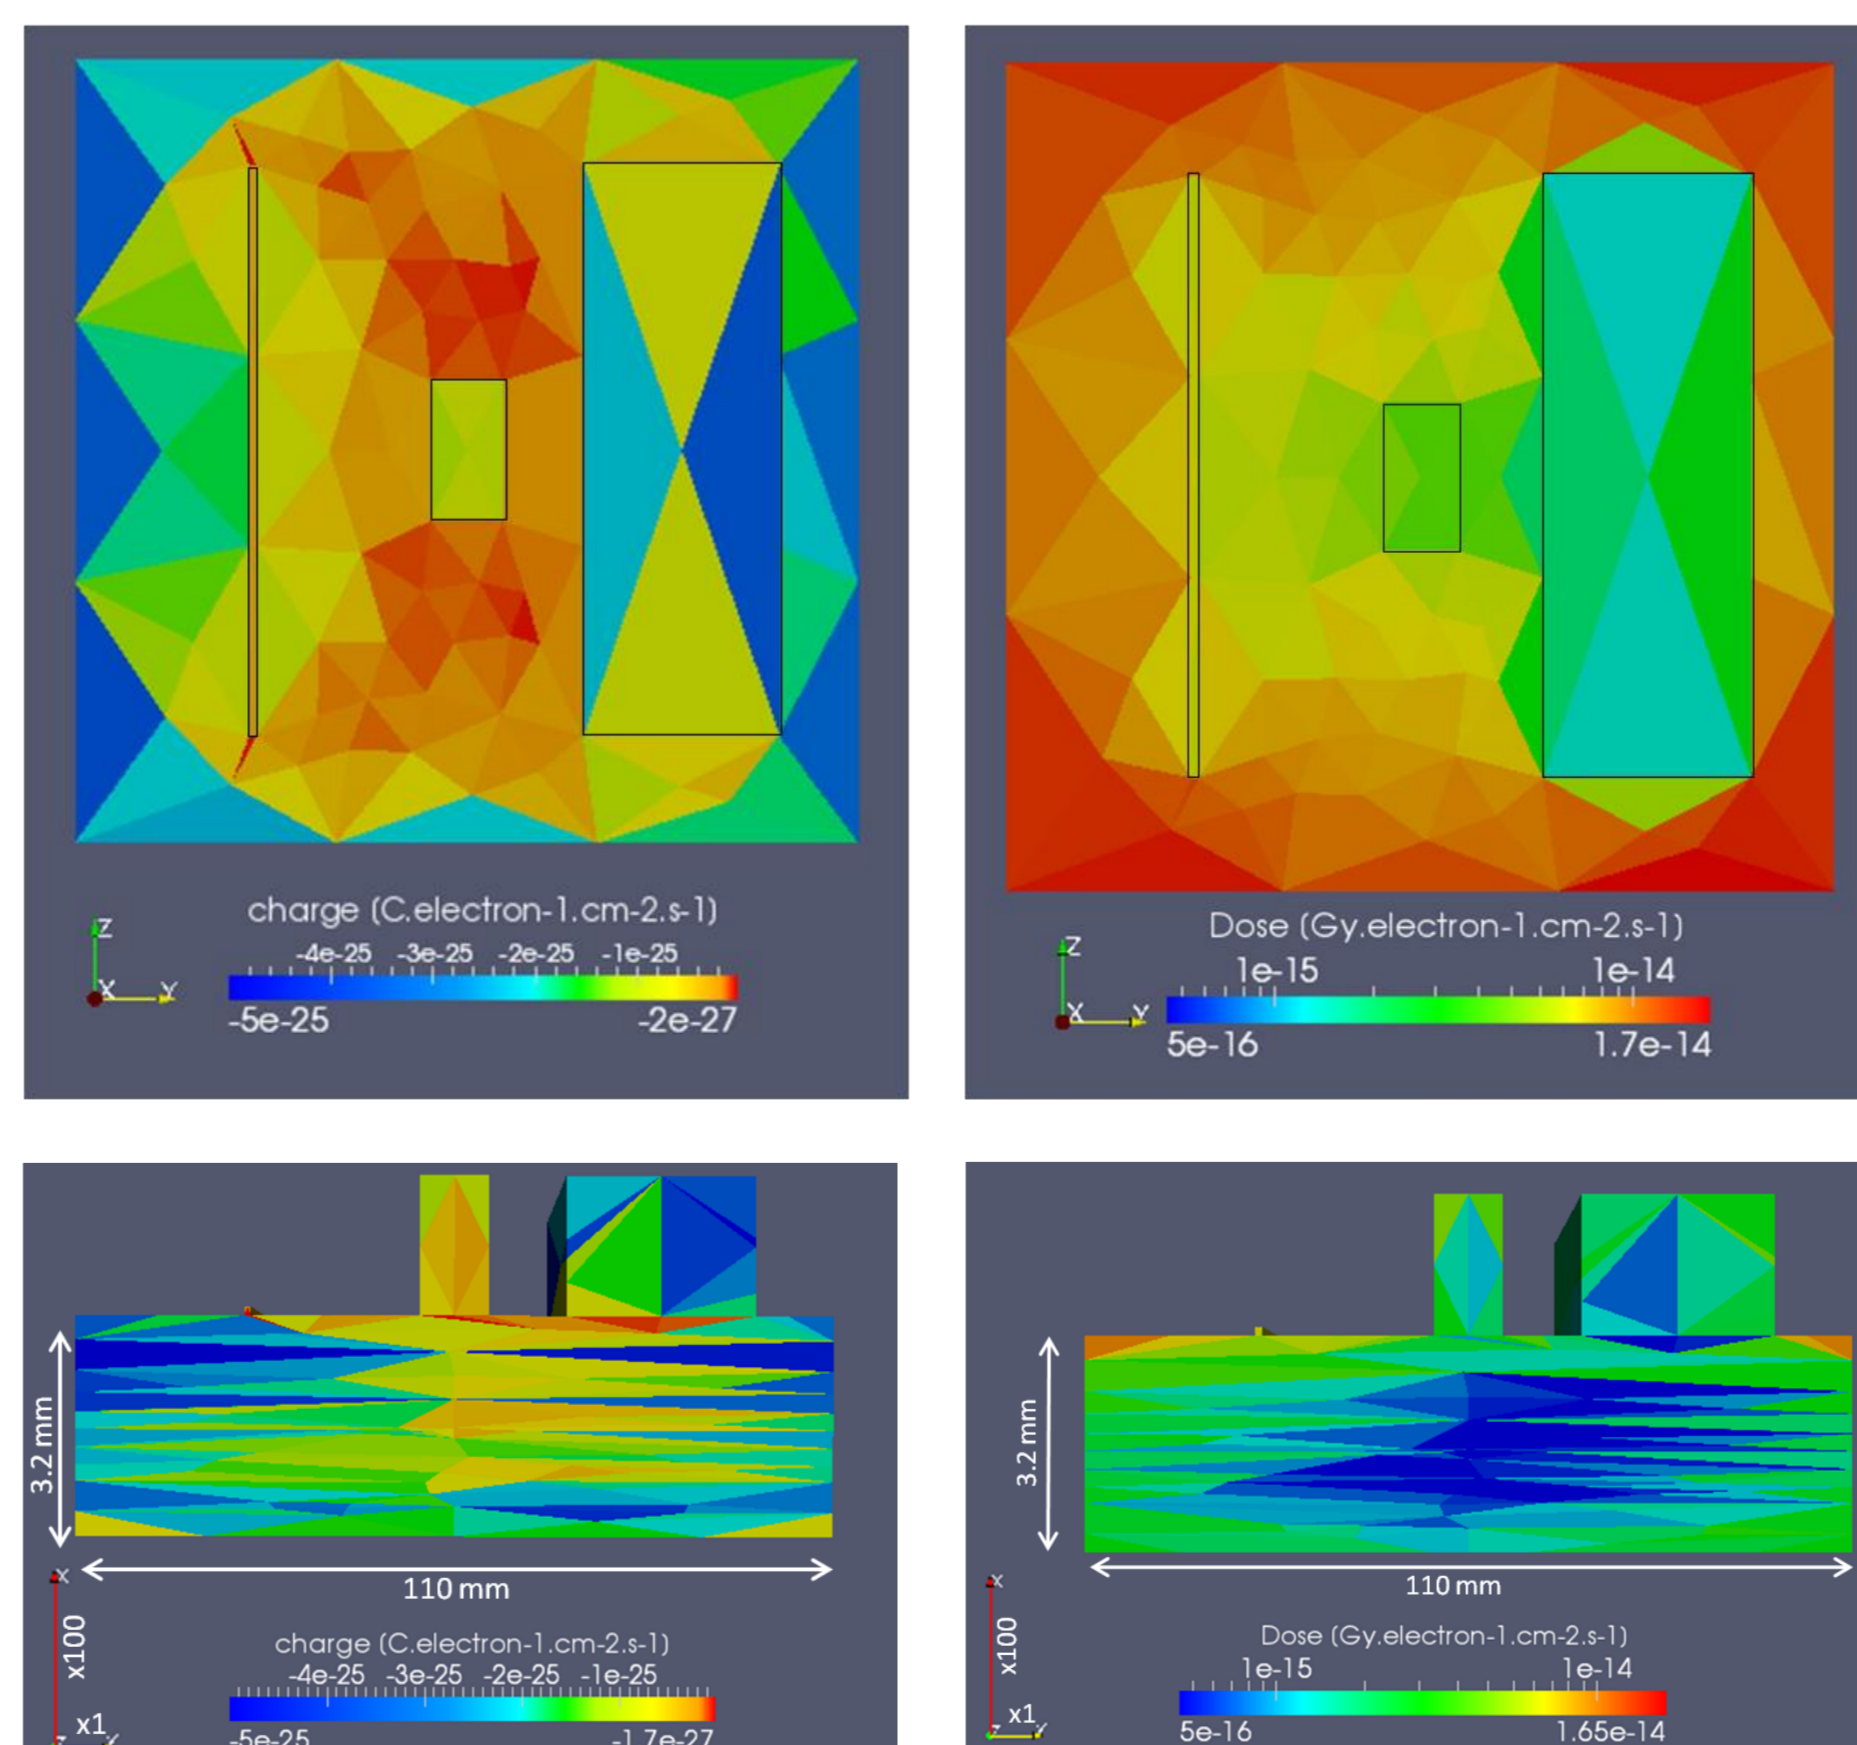 charge (C.electron-1.cm-2.s-1)
-4e-25 -3e-25 -2e-25 -1e-25
-5e-25 -2e-27
Z
X Y
Dose (Gy.electron-1.cm-2.s-1)
1e-15 1e-14
5e-16 1.7e-14
Z
X Y
3.2 mm
110 mm
X
x100
x1
charge (C.electron-1.cm-2.s-1)
-4e-25 -3e-25 -2e-25 -1e-25
-5e-25 -1.7e-27
3.2 mm
110 mm
X
x100
x1
Z Y
Dose (Gy.electron-1.cm-2.s-1)
1e-15 1e-14
5e-16 1.65e-14